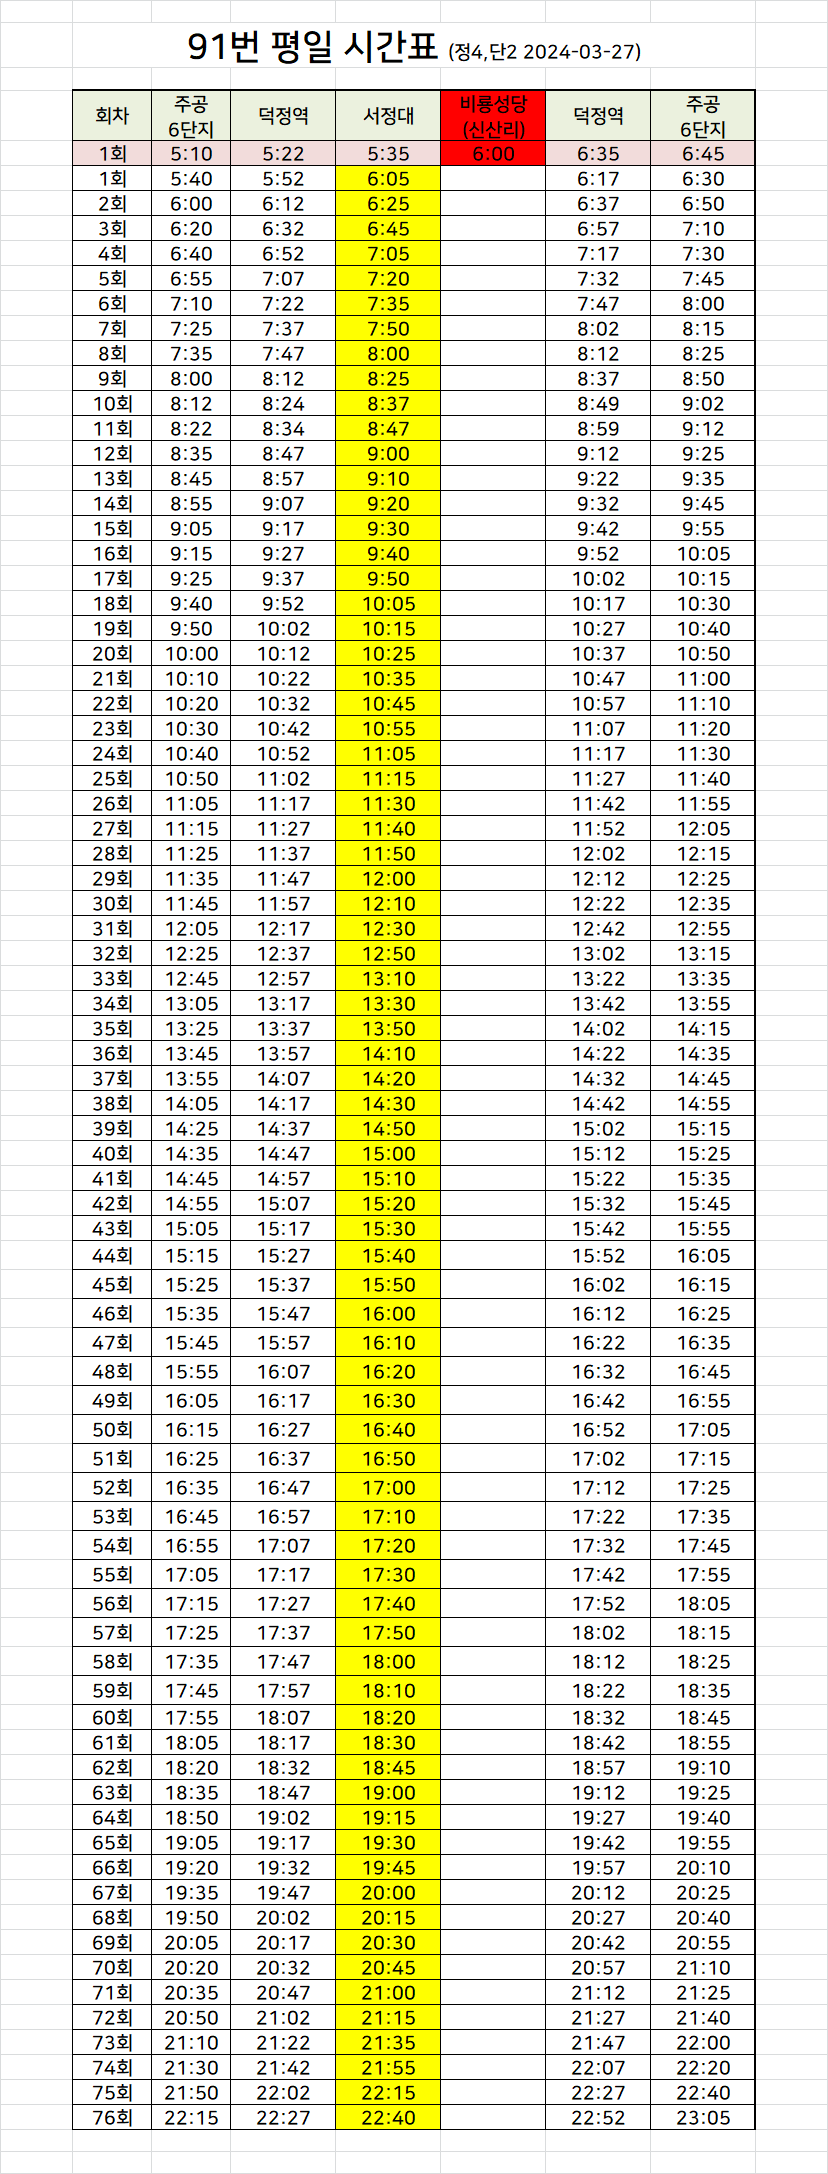 91번 평일 시간표 (정4,단2 2024-03-27)
회차 주공 6단지 덕정역 서정대 비룡성당 (신산리) 덕정역 주공 6단지
1회 5:10 5:22 5:35 6:00 6:35 6:45
1회 5:40 5:52 6:05 6:17 6:30
2회 6:00 6:12 6:25 6:37 6:50
3회 6:20 6:32 6:45 6:57 7:10
4회 6:40 6:52 7:05 7:17 7:30
5회 6:55 7:07 7:20 7:32 7:45
6회 7:10 7:22 7:35 7:47 8:00
7회 7:25 7:37 7:50 8:02 8:15
8회 7:35 7:47 8:00 8:12 8:25
9회 8:00 8:12 8:25 8:37 8:50
10회 8:12 8:24 8:37 8:49 9:02
11회 8:22 8:34 8:47 8:59 9:12
12회 8:35 8:47 9:00 9:12 9:25
13회 8:45 8:57 9:10 9:22 9:35
14회 8:55 9:07 9:20 9:32 9:45
15회 9:05 9:17 9:30 9:42 9:55
16회 9:15 9:27 9:40 9:52 10:05
17회 9:25 9:37 9:50 10:02 10:15
18회 9:40 9:52 10:05 10:17 10:30
19회 9:50 10:02 10:15 10:27 10:40
20회 10:00 10:12 10:25 10:37 10:50
21회 10:10 10:22 10:35 10:47 11:00
22회 10:20 10:32 10:45 10:57 11:10
23회 10:30 10:42 10:55 11:07 11:20
24회 10:40 10:52 11:05 11:17 11:30
25회 10:50 11:02 11:15 11:27 11:40
26회 11:05 11:17 11:30 11:42 11:55
27회 11:15 11:27 11:40 11:52 12:05
28회 11:25 11:37 11:50 12:02 12:15
29회 11:35 11:47 12:00 12:12 12:25
30회 11:45 11:57 12:10 12:22 12:35
31회 12:05 12:17 12:30 12:42 12:55
32회 12:25 12:37 12:50 13:02 13:15
33회 12:45 12:57 13:10 13:22 13:35
34회 13:05 13:17 13:30 13:42 13:55
35회 13:25 13:37 13:50 14:02 14:15
36회 13:45 13:57 14:10 14:22 14:35
37회 13:55 14:07 14:20 14:32 14:45
38회 14:05 14:17 14:30 14:42 14:55
39회 14:25 14:37 14:50 15:02 15:15
40회 14:35 14:47 15:00 15:12 15:25
41회 14:45 14:57 15:10 15:22 15:35
42회 14:55 15:07 15:20 15:32 15:45
43회 15:05 15:17 15:30 15:42 15:55
44회 15:15 15:27 15:40 15:52 16:05
45회 15:25 15:37 15:50 16:02 16:15
46회 15:35 15:47 16:00 16:12 16:25
47회 15:45 15:57 16:10 16:22 16:35
48회 15:55 16:07 16:20 16:32 16:45
49회 16:05 16:17 16:30 16:42 16:55
50회 16:15 16:27 16:40 16:52 17:05
51회 16:25 16:37 16:50 17:02 17:15
52회 16:35 16:47 17:00 17:12 17:25
53회 16:45 16:57 17:10 17:22 17:35
54회 16:55 17:07 17:20 17:32 17:45
55회 17:05 17:17 17:30 17:42 17:55
56회 17:15 17:27 17:40 17:52 18:05
57회 17:25 17:37 17:50 18:02 18:15
58회 17:35 17:47 18:00 18:12 18:25
59회 17:45 17:57 18:10 18:22 18:35
60회 17:55 18:07 18:20 18:32 18:45
61회 18:05 18:17 18:30 18:42 18:55
62회 18:20 18:32 18:45 18:57 19:10
63회 18:35 18:47 19:00 19:12 19:25
64회 18:50 19:02 19:15 19:27 19:40
65회 19:05 19:17 19:30 19:42 19:55
66회 19:20 19:32 19:45 19:57 20:10
67회 19:35 19:47 20:00 20:12 20:25
68회 19:50 20:02 20:15 20:27 20:40
69회 20:05 20:17 20:30 20:42 20:55
70회 20:20 20:32 20:45 20:57 21:10
71회 20:35 20:47 21:00 21:12 21:25
72회 20:50 21:02 21:15 21:27 21:40
73회 21:10 21:22 21:35 21:47 22:00
74회 21:30 21:42 21:55 22:07 22:20
75회 21:50 22:02 22:15 22:27 22:40
76회 22:15 22:27 22:40 22:52 23:05